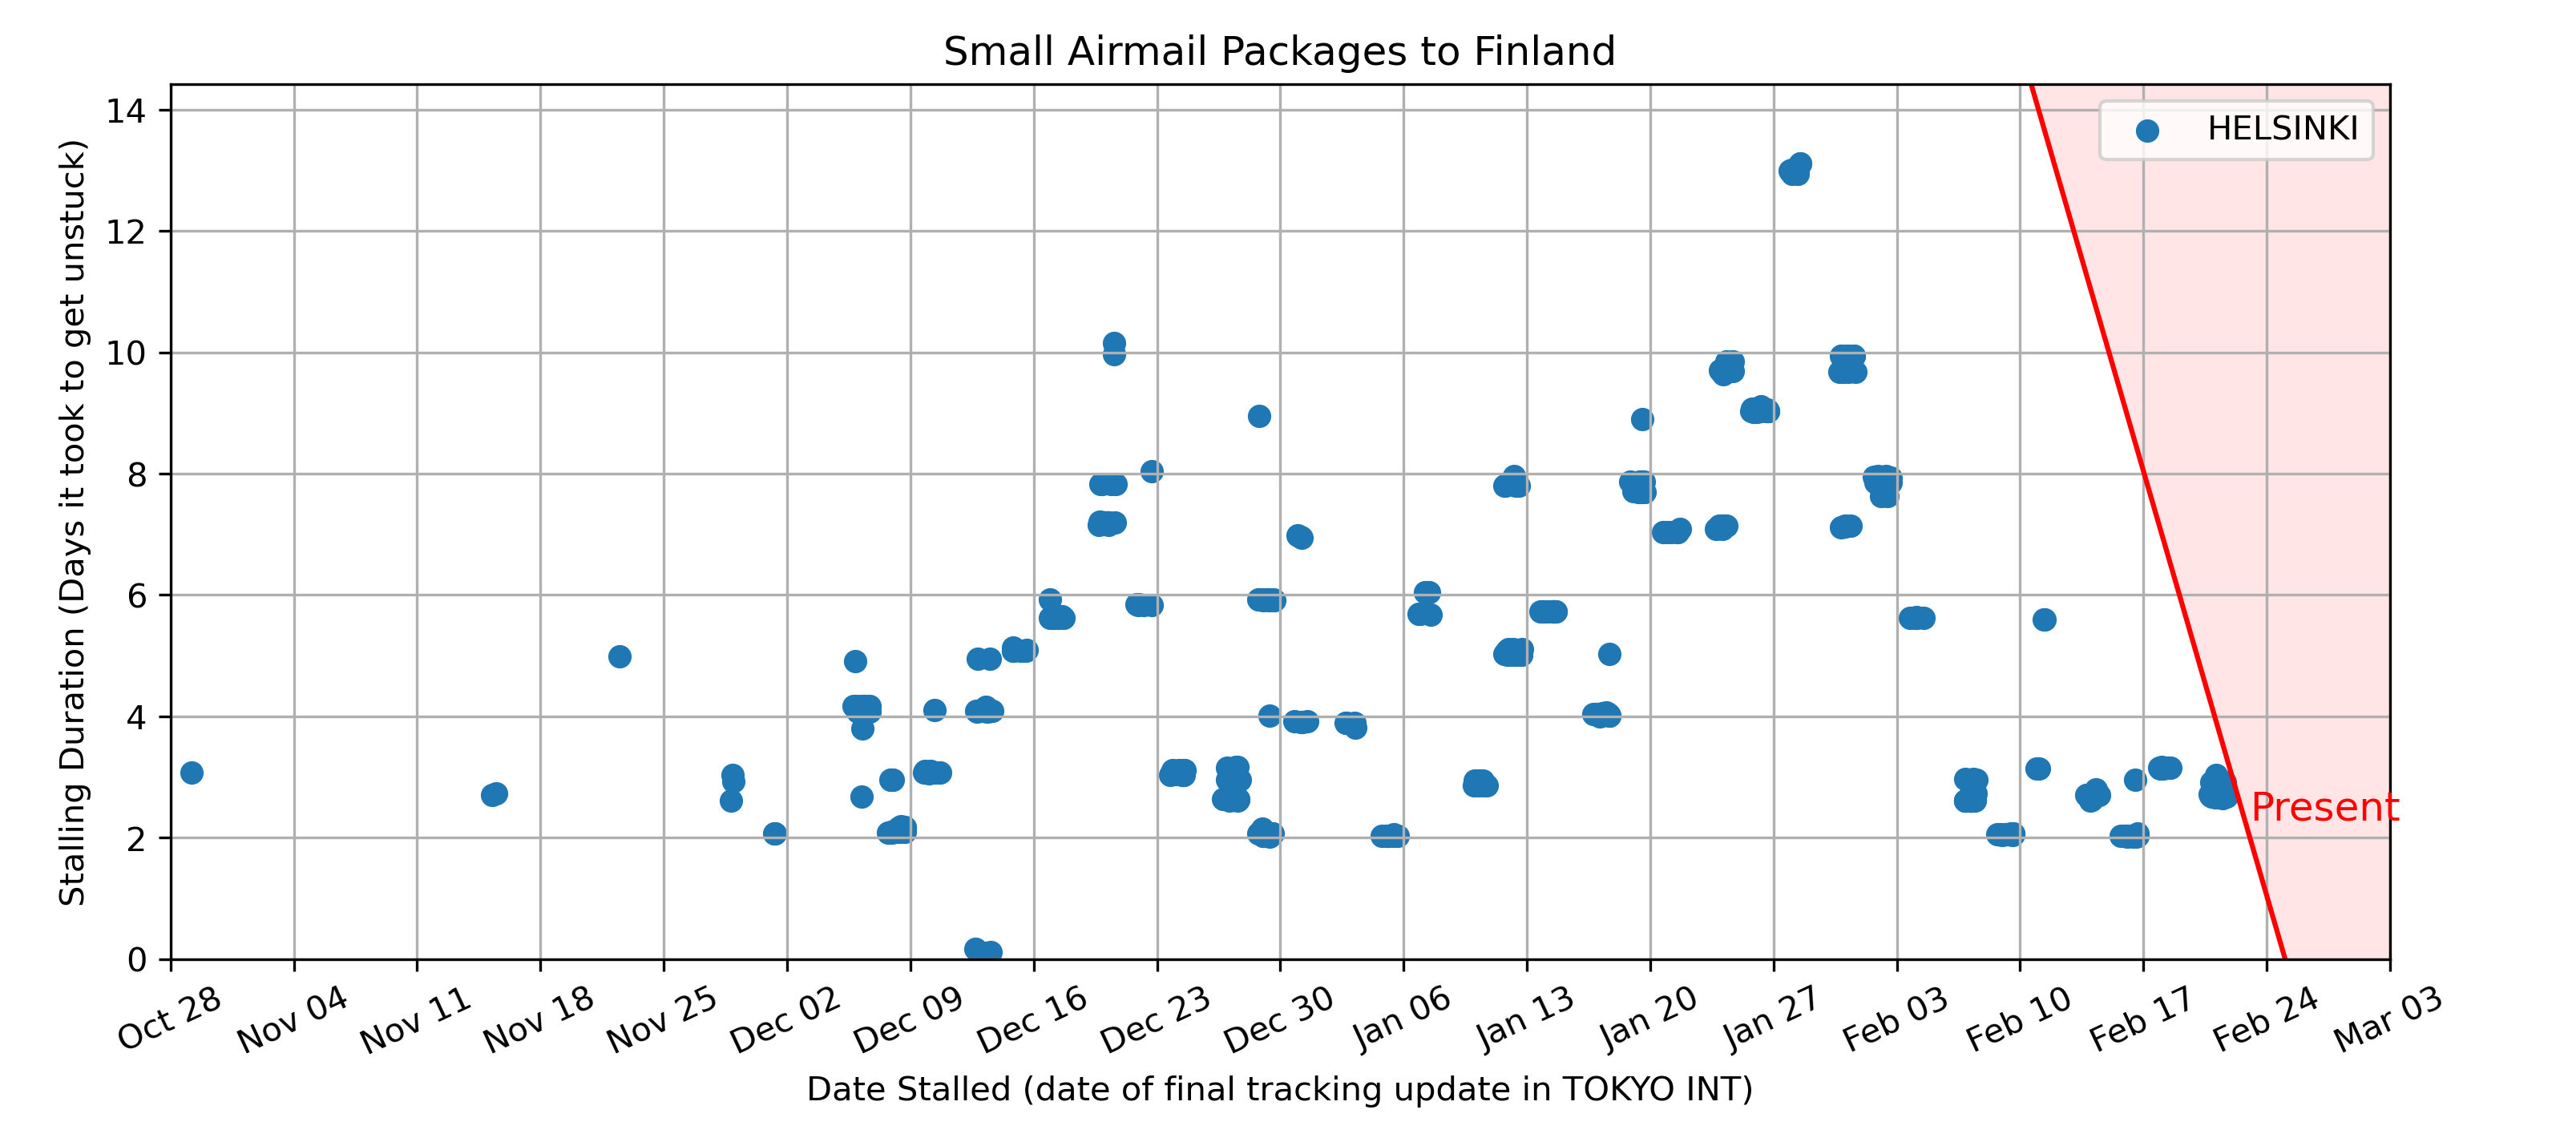 Small Airmail Packages to Finland
Stalling Duration (Days it took to get unstuck)
14
12
10
8
6
4
2
0
HELSINKI
Present
Oct 28
Nov 04
Nov 11
Nov 18
Nov 25
Dec 02
Dec 09
Dec 16
Dec 23
Dec 30
Jan 06
Jan 13
Jan 20
Jan 27
Feb 03
Feb 10
Feb 17
Feb 24
Mar 03
Date Stalled (date of final tracking update in TOKYO INT)